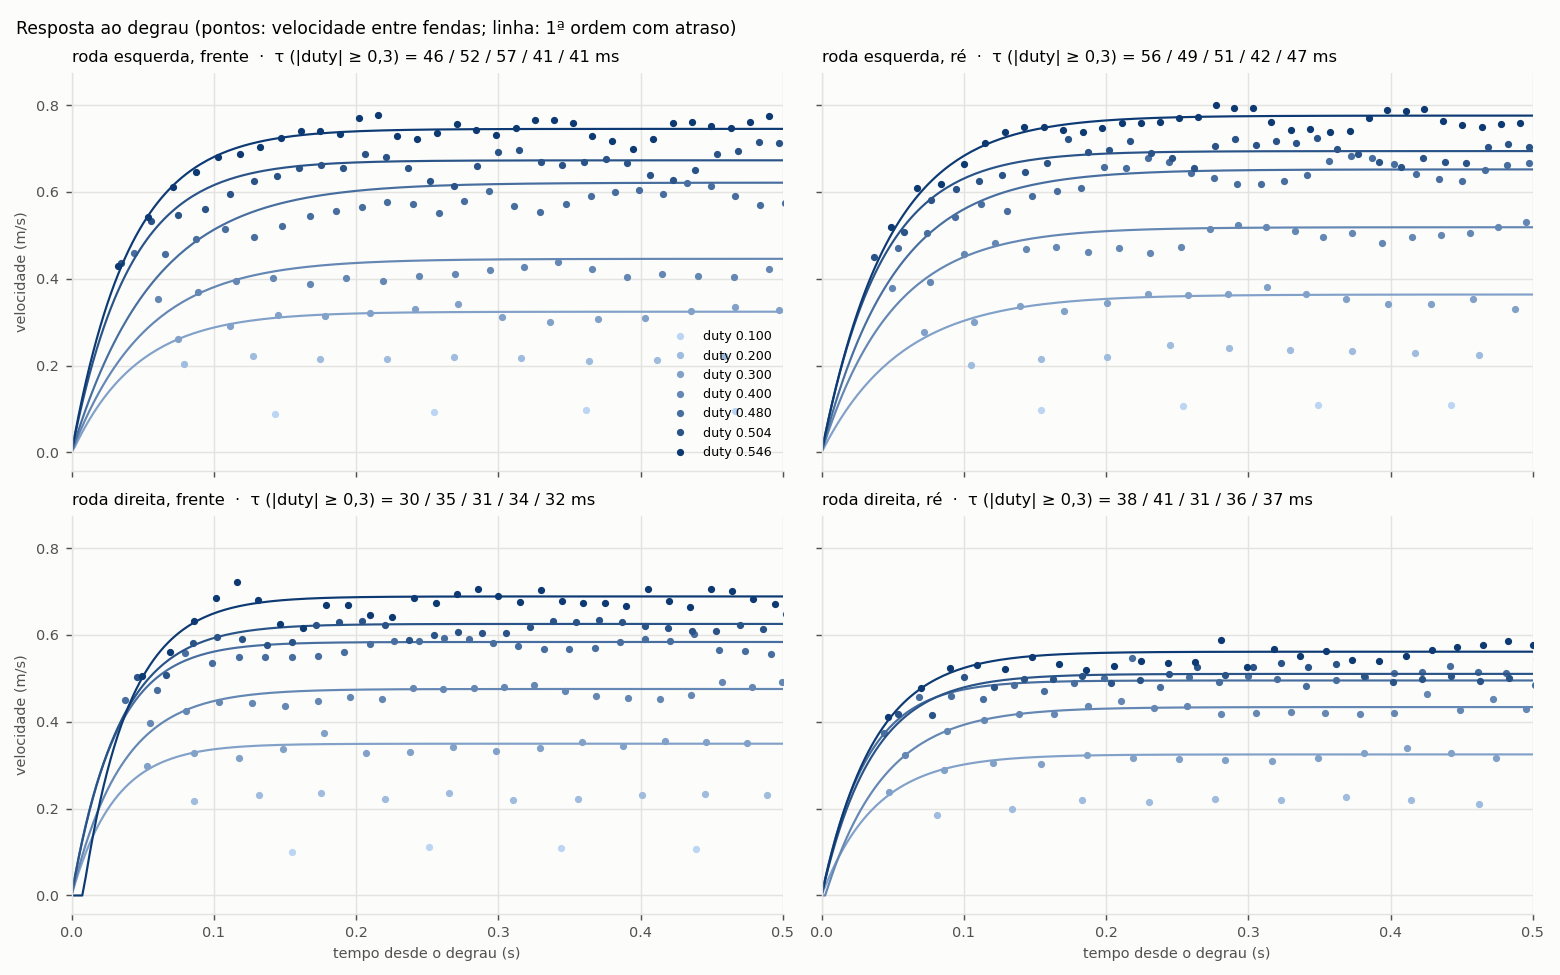 Resposta ao degrau (pontos: velocidade entre fendas; linha: 1ª ordem com atraso)
roda esquerda, frente · τ (|duty| ≥ 0,3) = 46 / 52 / 57 / 41 / 41 ms
roda esquerda, ré · τ (|duty| ≥ 0,3) = 56 / 49 / 51 / 42 / 47 ms
velocidade (m/s)
0.8
0.6
0.4
0.2
0.0
duty 0.100
duty 0.200
duty 0.300
duty 0.400
duty 0.480
duty 0.504
duty 0.546
roda direita, frente · τ (|duty| ≥ 0,3) = 30 / 35 / 31 / 34 / 32 ms
roda direita, ré · τ (|duty| ≥ 0,3) = 38 / 41 / 31 / 36 / 37 ms
velocidade (m/s)
0.8
0.6
0.4
0.2
0.0
0.0 0.1 0.2 0.3 0.4 0.5
tempo desde o degrau (s)
0.0 0.1 0.2 0.3 0.4 0.5
tempo desde o degrau (s)